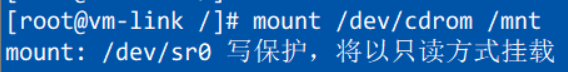 [root@vm-link /]# mount /dev/cdrom /mnt
mount: /dev/sr0 写保护，将以只读方式挂载